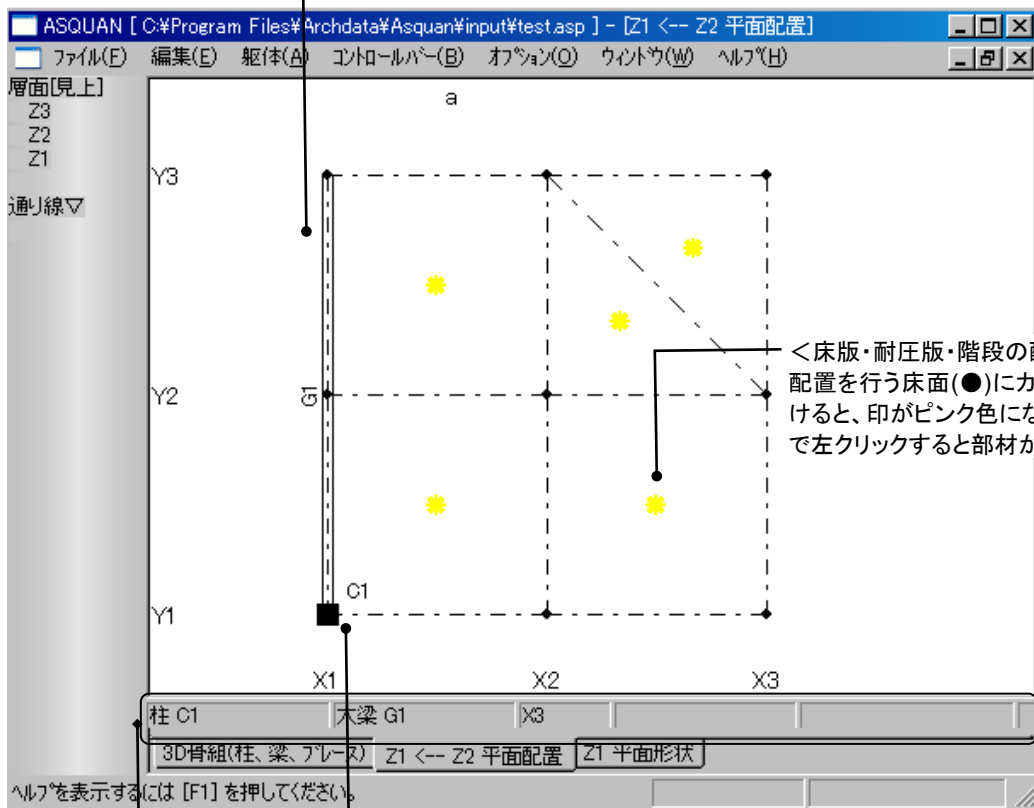 ASQUAN [ C:¥Program Files¥Archdata¥Asquan¥input¥test.asp ] - [Z1 <-- Z2 平面配置]
ファイル(F) 編集(E) 躯体(A) コントロールバー(B) オプション(O) ウィンドウ(W) ヘルプ(H)
層面[見上]
Z3
Z2
Z1
通り線▽
a
Y3
<床版・耐圧版・階段の
配置を行う床面(●)にカ
けると、印がピンク色にな
で左クリックすると部材か
Y2
G1
C1
Y1
X1 X2 X3
柱 C1 大梁 G1 X3
3D骨組(柱、梁、ブレース) Z1 <-- Z2 平面配置 Z1 平面形状
ヘルプを表示するには [F1] を押してください。